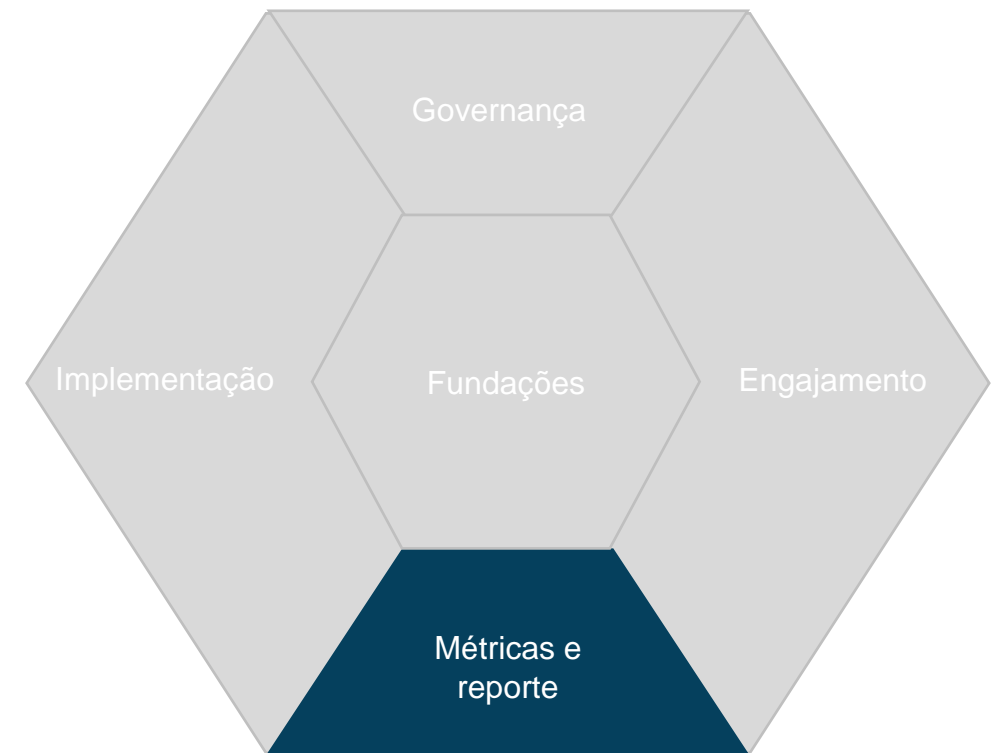 Governança
Implementação
Fundações
Engajamento
Métricas e
reporte